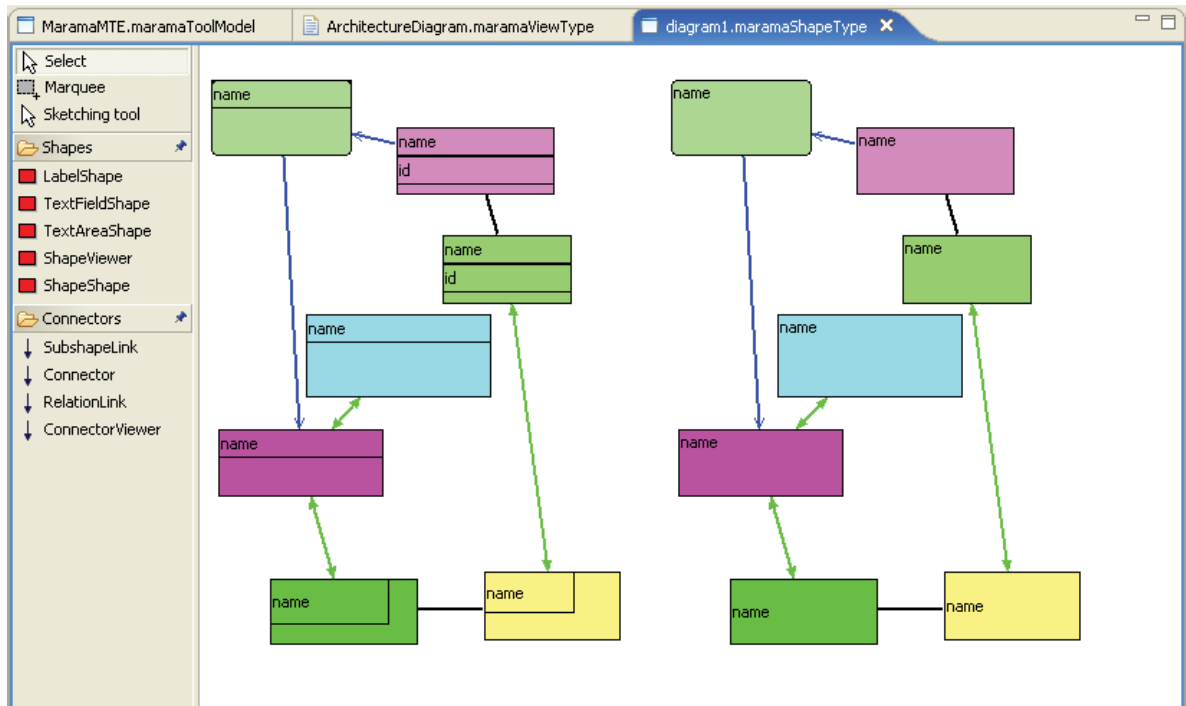 MaramaMTE.maramaToolModel
ArchitectureDiagram.maramaViewType
diagram1.maramaShapeType
Select
Marquee
Sketching tool
Shapes
LabelShape
TextFieldShape
TextAreaShape
ShapeViewer
ShapeShape
Connectors
SubshapeLink
Connector
RelationLink
ConnectorViewer
name
name
id
name
id
name
name
name
name
name
name
name
name
name
name
name